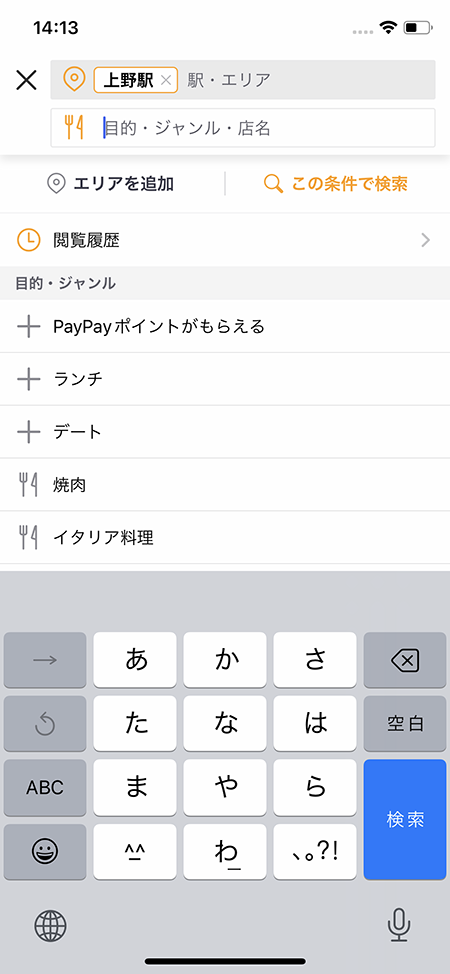 14:13
上野駅 駅・エリア
目的・ジャンル・店名
エリアを追加 この条件で検索
閲覧履歴
目的・ジャンル
PayPayポイントがもらえる
ランチ
デート
焼肉
イタリア料理
→ あ か さ
た な は 空白
ABC ま や ら 検索
^^ わ 、。?!